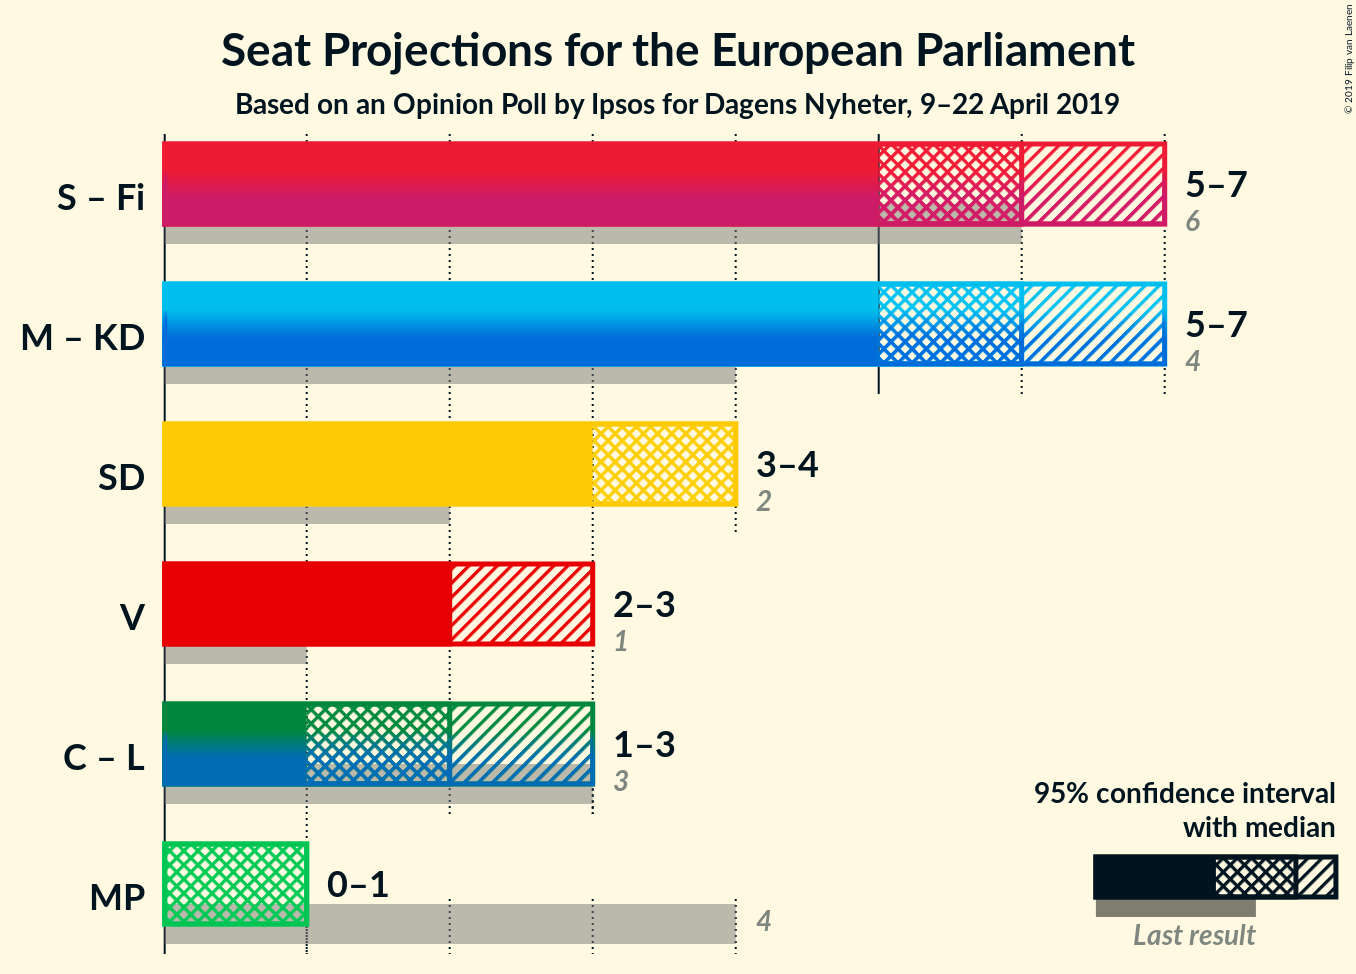 Seat Projections for the European Parliament
Based on an Opinion Poll by Ipsos for Dagens Nyheter, 9–22 April 2019
© 2019 Filip van Laenen
S – Fi
5–7
6
M – KD
5–7
4
SD
3–4
2
V
2–3
1
C – L
1–3
3
MP
0–1
4
95% confidence interval
with median
Last result